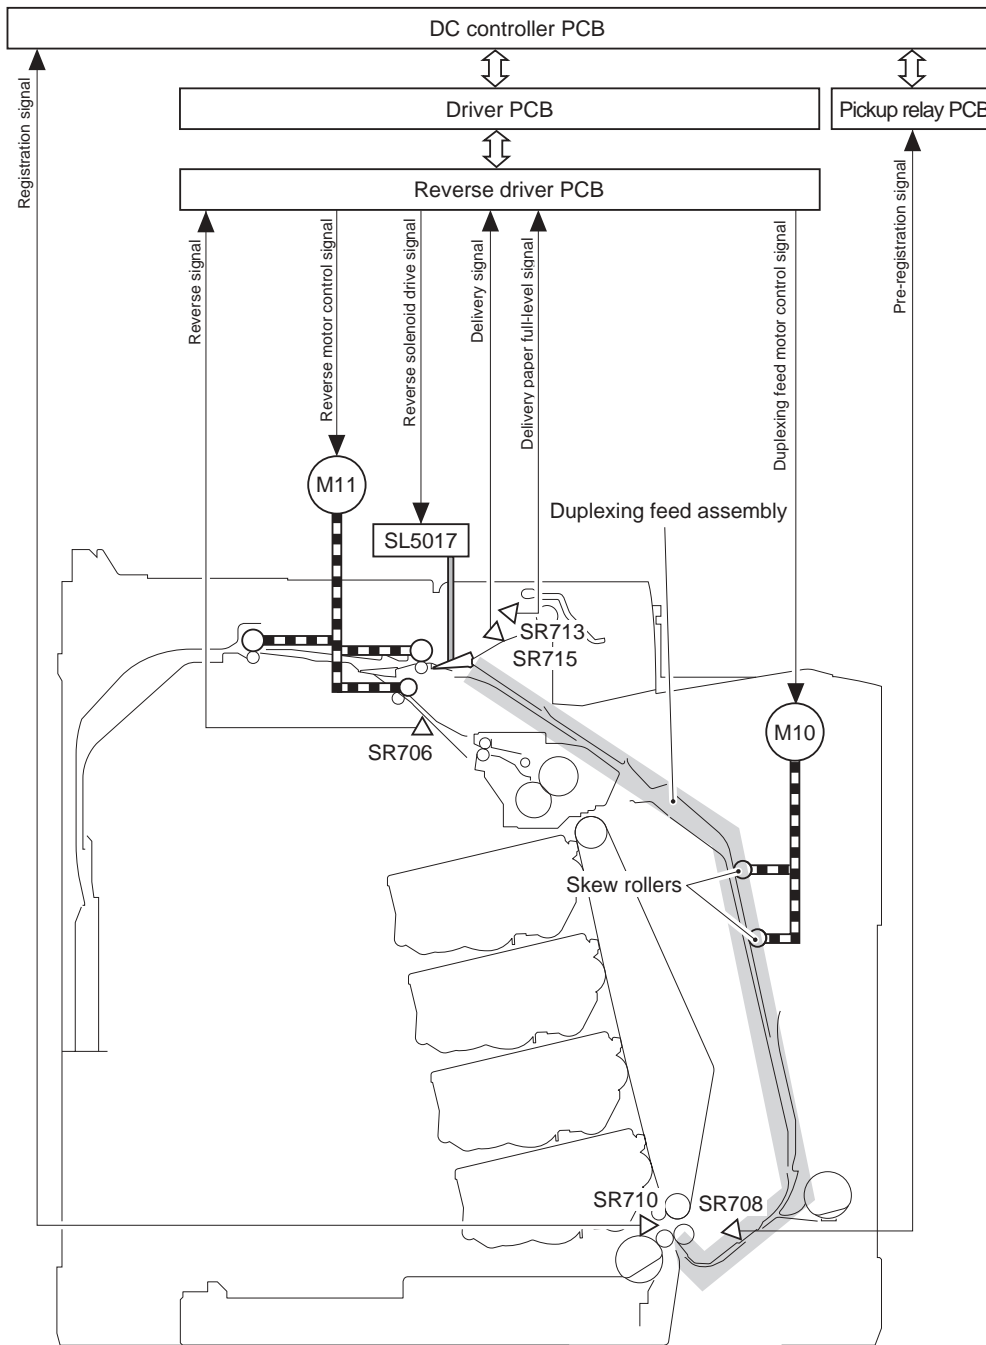 DC controller PCB
Driver PCB
Pickup relay PCB
Reverse driver PCB
Registration signal
Reverse signal
Reverse motor control signal
Reverse solenoid drive signal
Delivery signal
Delivery paper full-level signal
Duplexing feed motor control signal
Pre-registration signal
M11
SL5017
Duplexing feed assembly
SR713
SR715
SR706
M10
Skew rollers
SR710
SR708